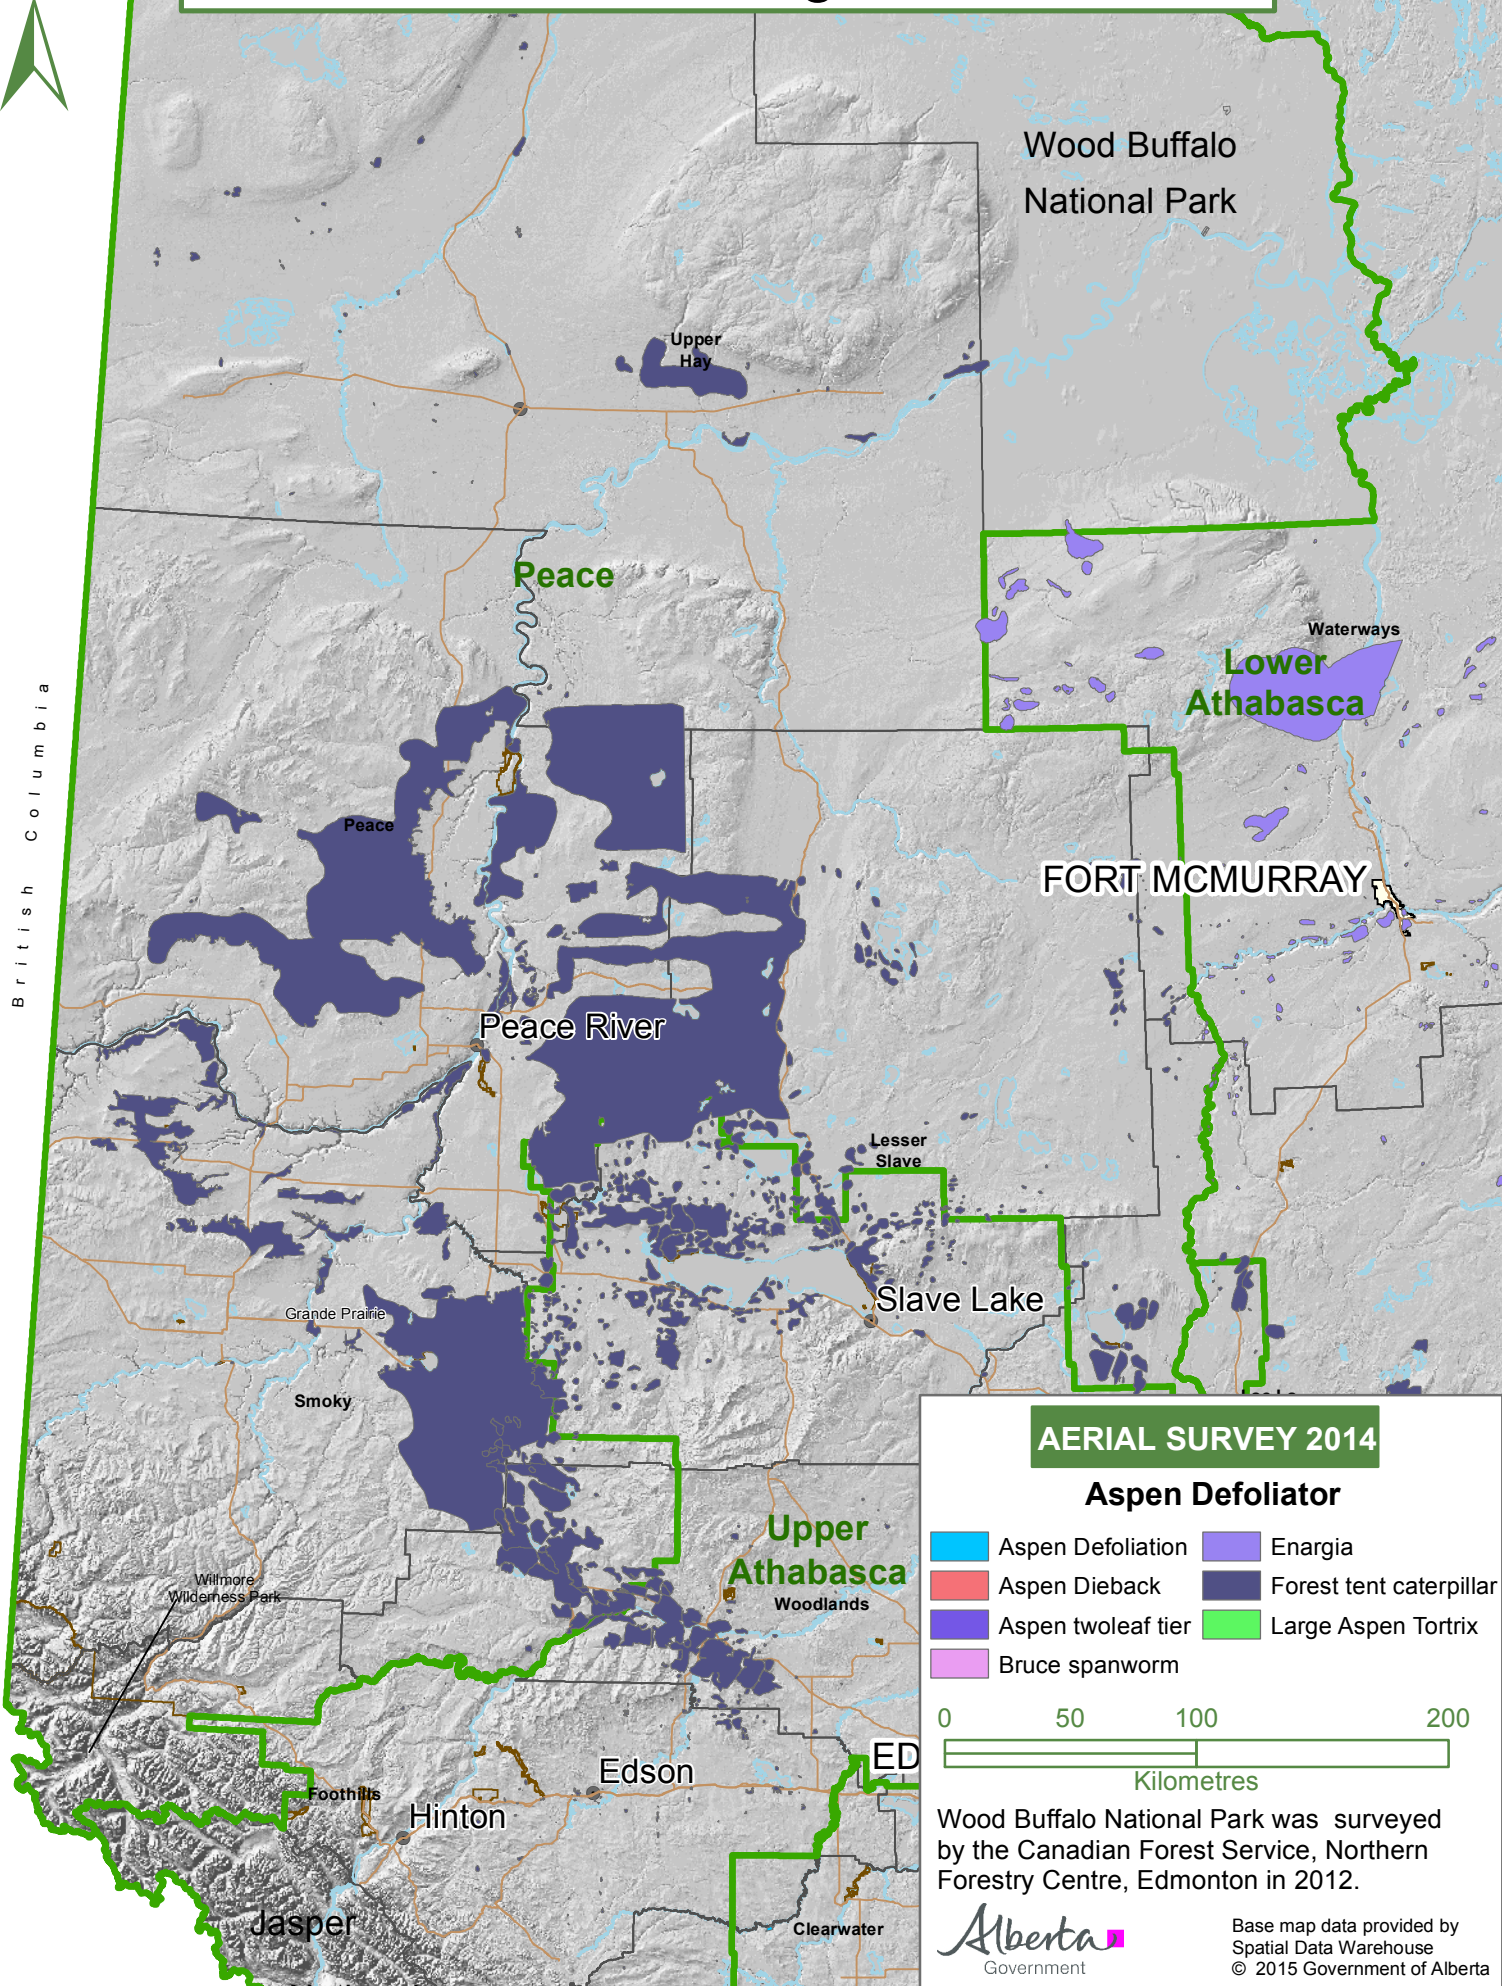 Wood Buffalo
National Park
Upper
Hay
Peace
Waterways
Lower
Athabasca
British Columbia
Peace
FORT MCMURRAY
Peace River
Lesser
Slave
Slave Lake
Grande Prairie
Smoky
Upper
Athabasca
Woodlands
Willmore
Wilderness Park
Edson
ED
Foothills
Hinton
Jasper
Clearwater
AERIAL SURVEY 2014
Aspen Defoliator
Aspen Defoliation
Enargia
Aspen Dieback
Forest tent caterpillar
Aspen twoleaf tier
Large Aspen Tortrix
Bruce spanworm
0 50 100 200
Kilometres
Wood Buffalo National Park was surveyed
by the Canadian Forest Service, Northern
Forestry Centre, Edmonton in 2012.
Alberta
Government
Base map data provided by
Spatial Data Warehouse
© 2015 Government of Alberta